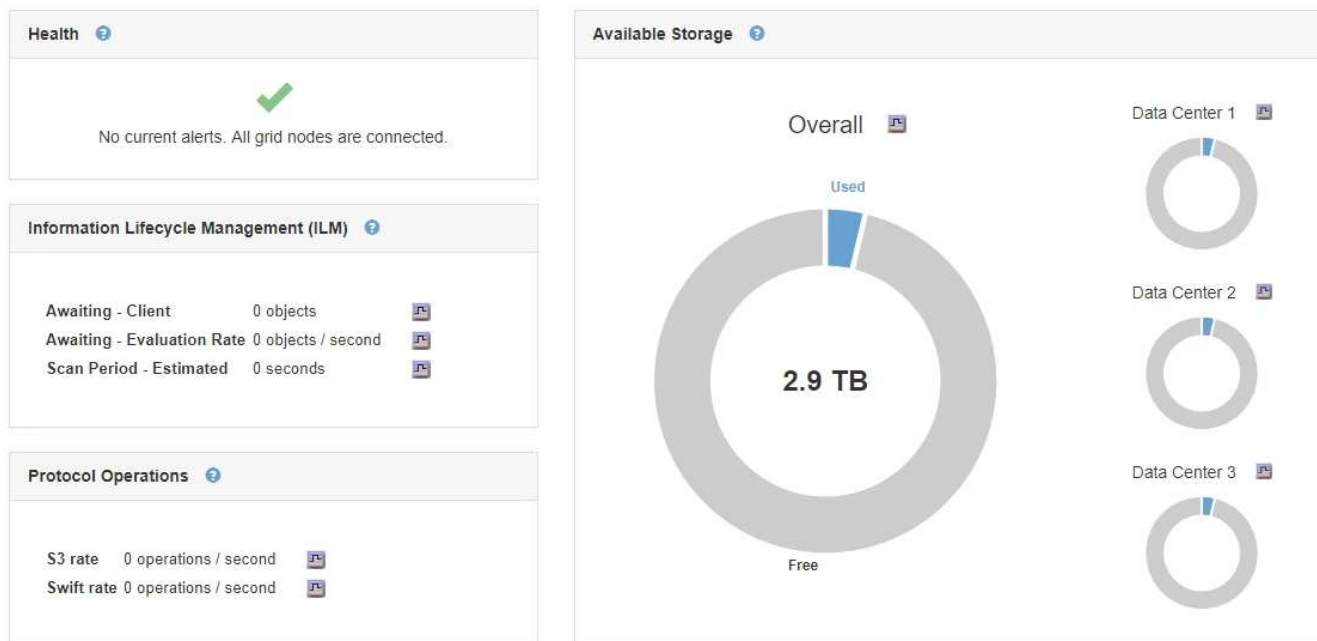 Health
No current alerts. All grid nodes are connected.
Information Lifecycle Management (ILM)
Awaiting - Client 0 objects
Awaiting - Evaluation Rate 0 objects / second
Scan Period - Estimated 0 seconds
Protocol Operations
S3 rate 0 operations / second
Swift rate 0 operations / second
Available Storage
Overall
Used
2.9 TB
Free
Data Center 1
Data Center 2
Data Center 3